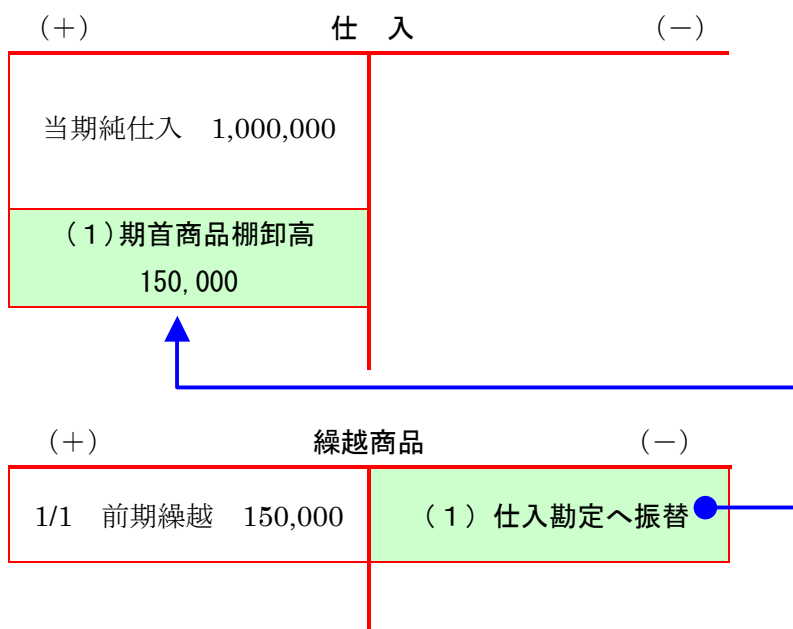 （＋） 仕　入 （－）
当期純仕入　1,000,000
（１）期首商品棚卸高
150,000
（＋） 繰越商品 （－）
1/1　前期繰越　150,000 （１）仕入勘定へ振替